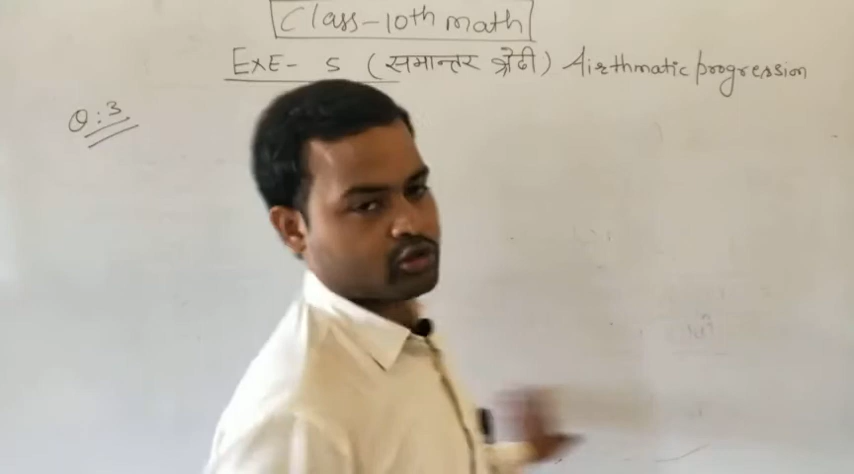 Class-10th math
EXE- 5 (समान्तर श्रेढी) Airthmatic progression
Q:3